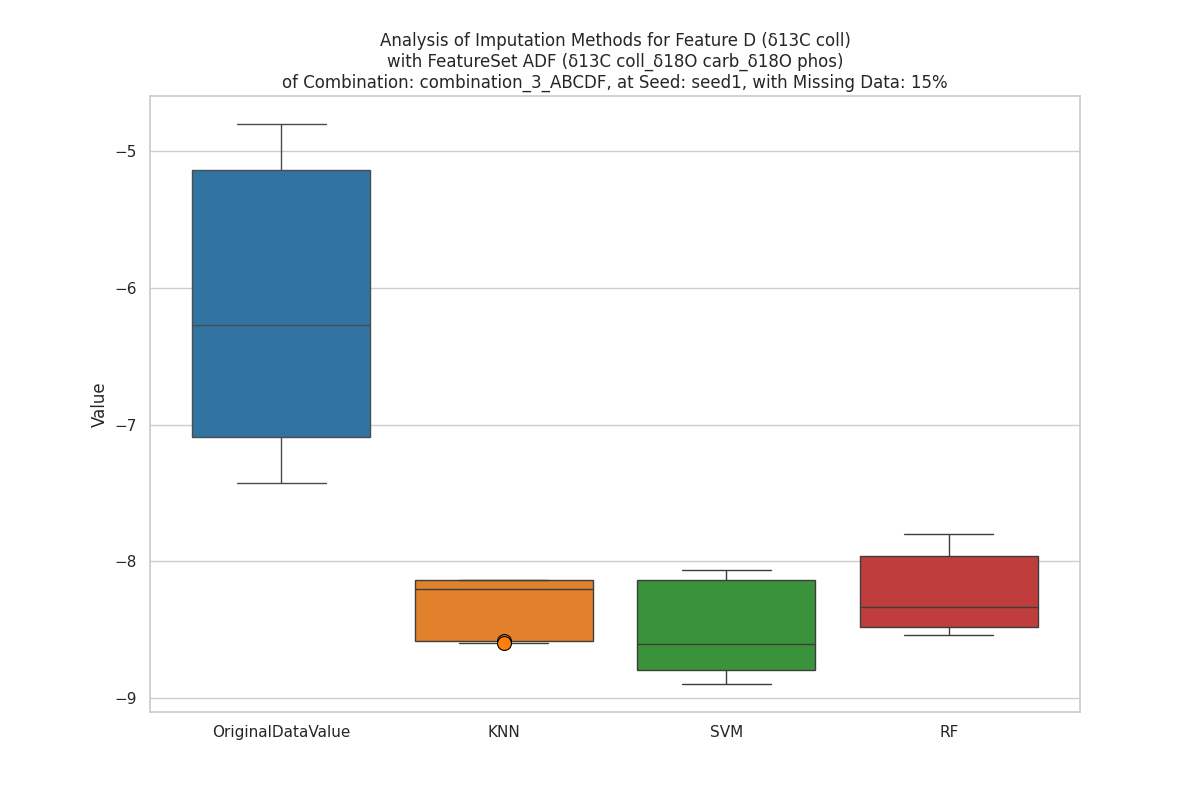 Analysis of Imputation Methods for Feature D (δ13C coll)
with FeatureSet ADF (δ13C coll_δ18O carb_δ18O phos)
of Combination: combination_3_ABCDF, at Seed: seed1, with Missing Data: 15%
−5
−6
−7
−8
−9
Value
OriginalDataValue
KNN
SVM
RF